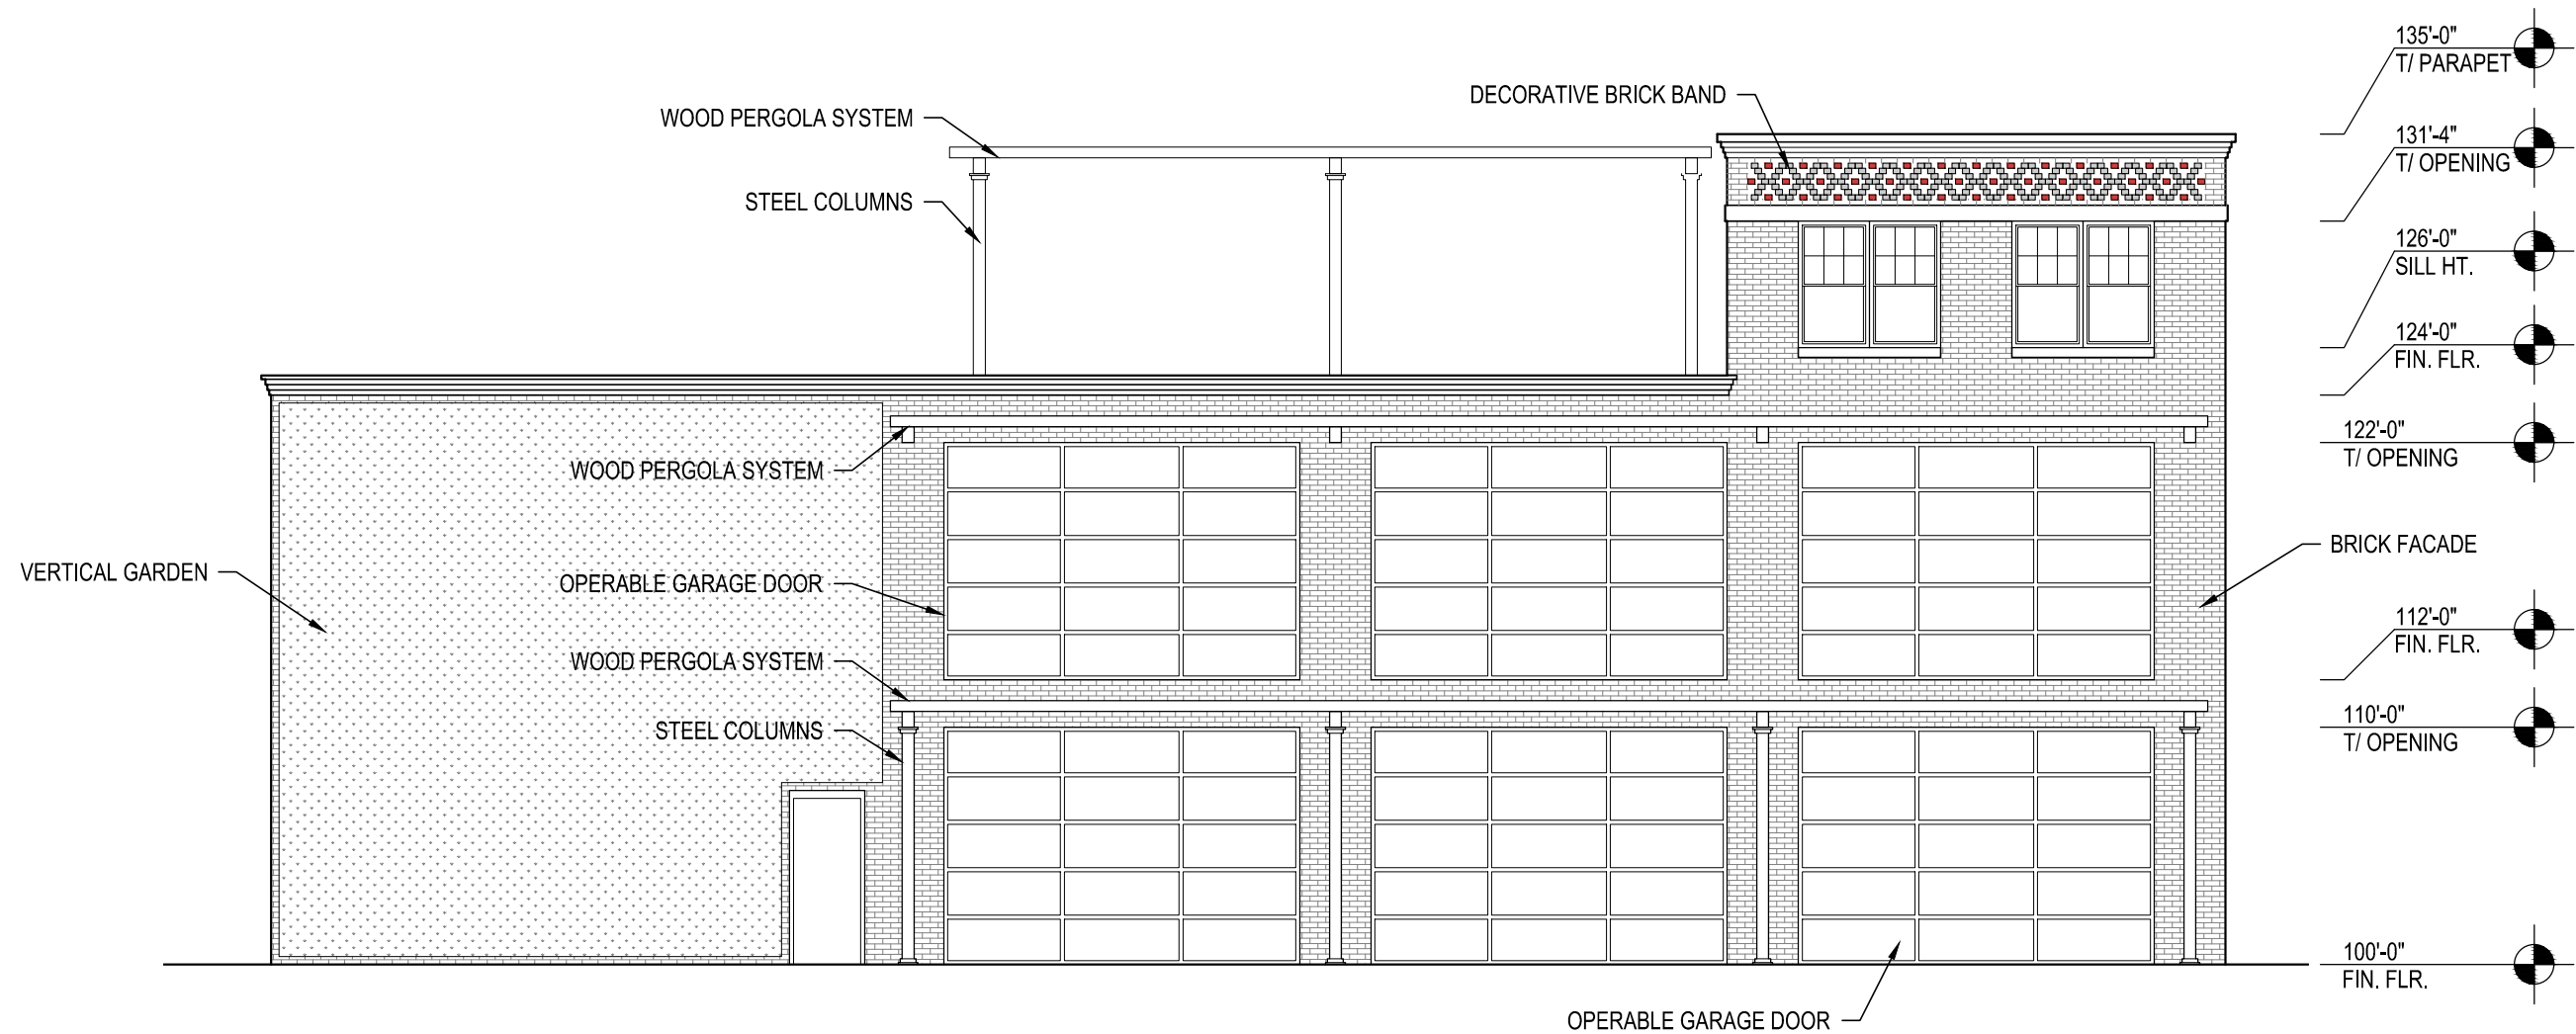 135'-0"
T/ PARAPET
DECORATIVE BRICK BAND
WOOD PERGOLA SYSTEM
131'-4"
T/ OPENING
STEEL COLUMNS
126'-0"
SILL HT.
124'-0"
FIN. FLR.
122'-0"
T/ OPENING
WOOD PERGOLA SYSTEM
BRICK FACADE
VERTICAL GARDEN
OPERABLE GARAGE DOOR
112'-0"
FIN. FLR.
WOOD PERGOLA SYSTEM
110'-0"
T/ OPENING
STEEL COLUMNS
100'-0"
FIN. FLR.
OPERABLE GARAGE DOOR